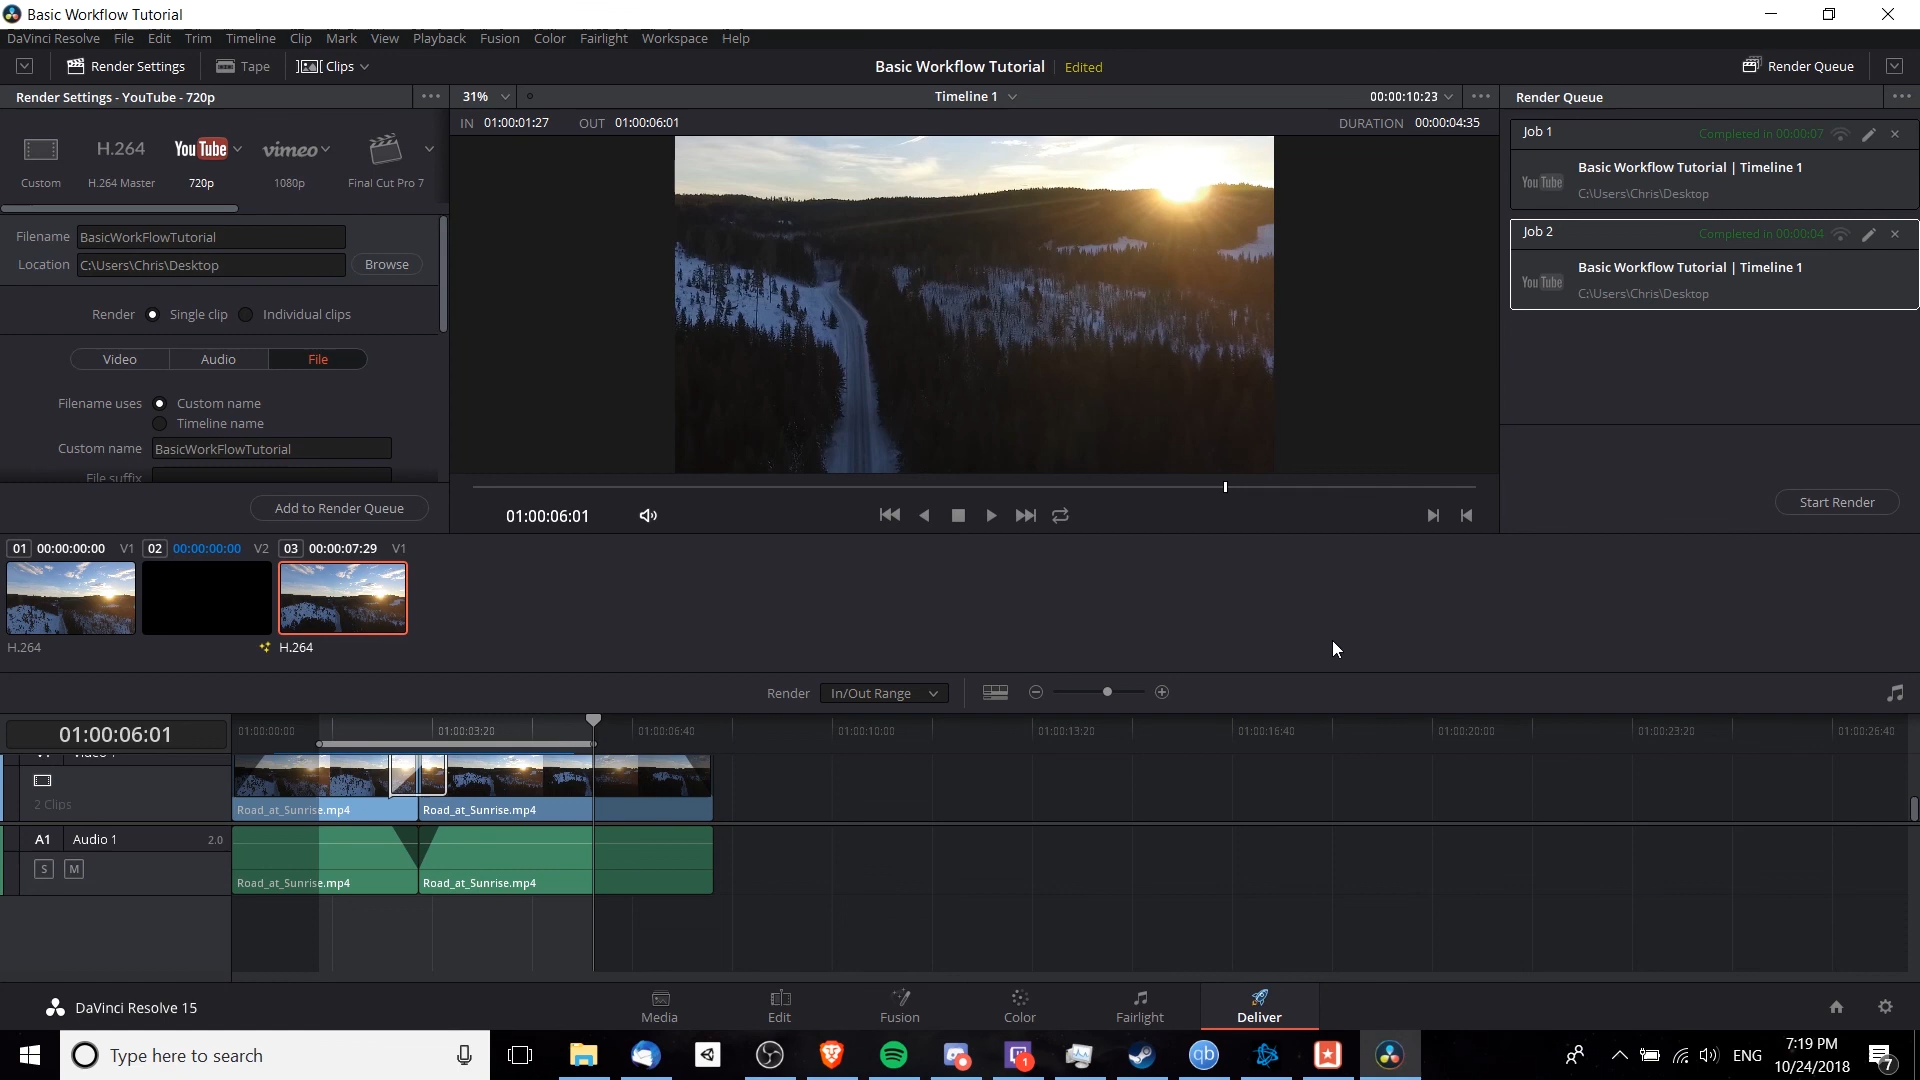 Basic Workflow Tutorial
DaVinci Resolve File Edit Trim Timeline Clip Mark View Playback Fusion Color Fairlight Workspace Help
Render Settings Tape Clips Basic Workflow Tutorial Edited Render Queue
Render Settings - YouTube - 720p 31% Timeline 1 00:00:10:23 Render Queue
IN 01:00:01:27 OUT 01:00:06:01 DURATION 00:00:04:35
H.264 YouTube vimeo
Custom H.264 Master 720p 1080p Final Cut Pro 7
Filename BasicWorkFlowTutorial
Location C:\Users\Chris\Desktop Browse
Render Single clip Individual clips
Video Audio File
Filename uses Custom name
Timeline name
Custom name BasicWorkFlowTutorial
File suffix
Add to Render Queue
01:00:06:01
Job 1 Completed in 00:00:07
YouTube Basic Workflow Tutorial | Timeline 1
C:\Users\Chris\Desktop
Job 2 Completed in 00:00:04
YouTube Basic Workflow Tutorial | Timeline 1
C:\Users\Chris\Desktop
Start Render
01 00:00:00:00 V1 02 00:00:00:00 V2 03 00:00:07:29 V1
H.264 H.264
Render In/Out Range
01:00:06:01 01:00:00:00 01:00:03:20 01:00:06:40 01:00:10:00 01:00:13:20 01:00:16:40 01:00:20:00 01:00:23:20 01:00:26:40
2 Clips
Road_at_Sunrise.mp4 Road_at_Sunrise.mp4
A1 Audio 1 2.0
S M
Road_at_Sunrise.mp4 Road_at_Sunrise.mp4
DaVinci Resolve 15 Media Edit Fusion Color Fairlight Deliver
Type here to search qb 1 ENG 7:19 PM
10/24/2018 7